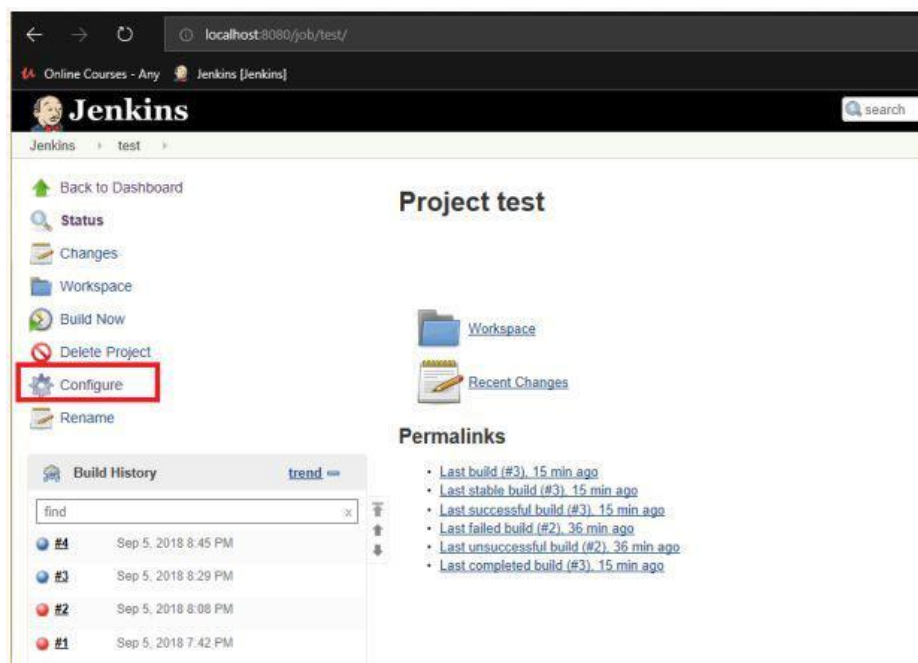 localhost:8080/job/test/
Online Courses - Any Jenkins [Jenkins]
Jenkins
search
Jenkins test
Back to Dashboard
Status
Changes
Workspace
Build Now
Delete Project
Configure
Rename
Build History trend
find x
#4 Sep 5, 2018 8:45 PM
#3 Sep 5, 2018 8:29 PM
#2 Sep 5, 2018 8:08 PM
#1 Sep 5, 2018 7:42 PM
Project test
Workspace
Recent Changes
Permalinks
Last build (#3), 15 min ago
Last stable build (#3), 15 min ago
Last successful build (#3), 15 min ago
Last failed build (#2), 36 min ago
Last unsuccessful build (#2), 36 min ago
Last completed build (#3), 15 min ago